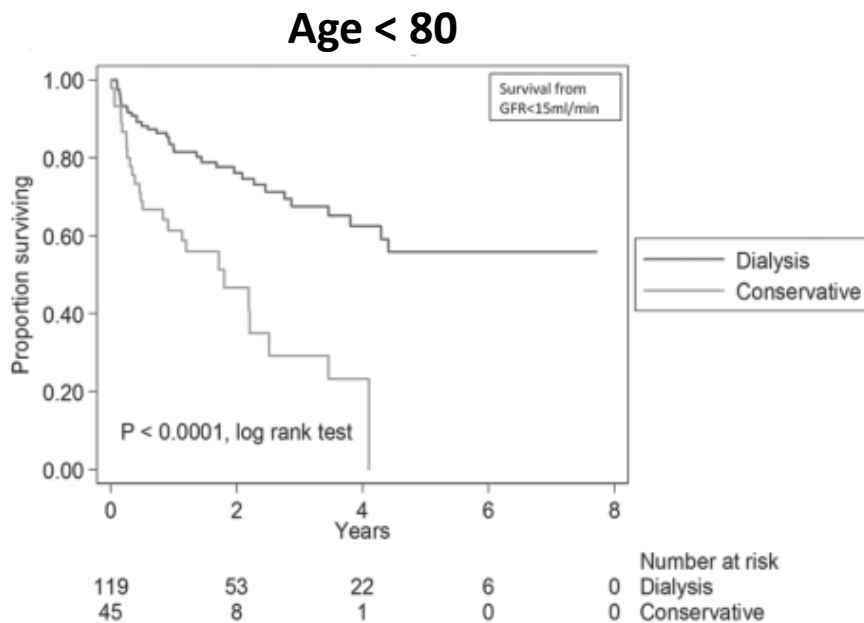 Age < 80
Survival from
GFR<15ml/min
Proportion surviving
1.00
0.80
0.60
0.40
0.20
0.00
P < 0.0001, log rank test
Dialysis
Conservative
0 2 4 6 8
Years
Number at risk
119 53 22 6 0 Dialysis
45 8 1 0 0 Conservative